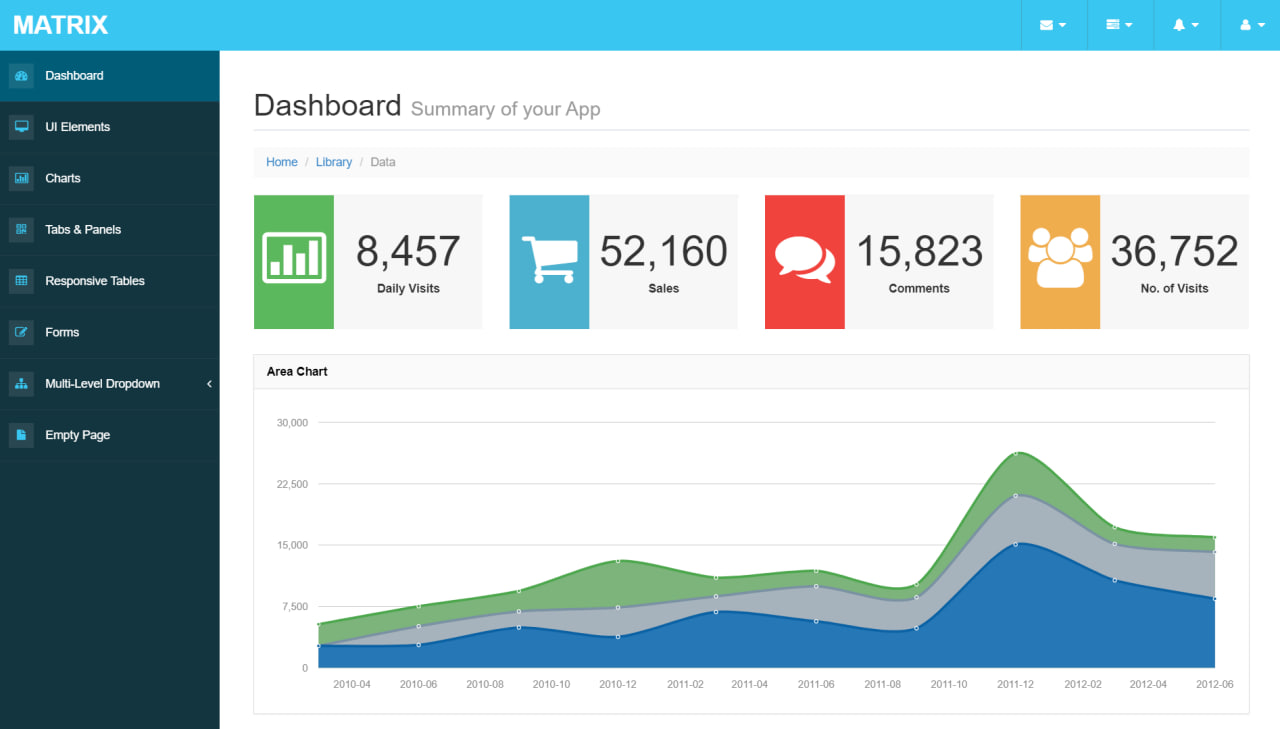 MATRIX
Dashboard
UI Elements
Charts
Tabs & Panels
Responsive Tables
Forms
Multi-Level Dropdown
Empty Page
Dashboard Summary of your App
Home / Library / Data
8,457
Daily Visits
52,160
Sales
15,823
Comments
36,752
No. of Visits
Area Chart
30,000
22,500
15,000
7,500
0
2010-04 2010-06 2010-08 2010-10 2010-12 2011-02 2011-04 2011-06 2011-08 2011-10 2011-12 2012-02 2012-04 2012-06